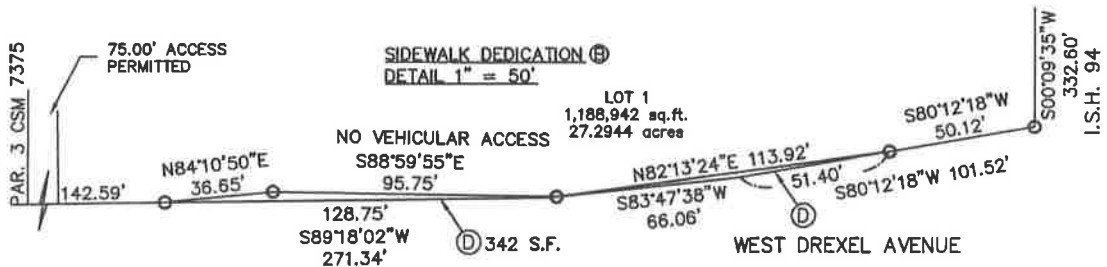 PAR. 3 CSM 7375
75.00' ACCESS
PERMITTED
SIDEWALK DEDICATION Ⓑ
DETAIL 1" = 50'
LOT 1
1,188,942 sq.ft.
27.2944 acres
S00°09'35"W
332.60'
I.S.H. 94
S80°12'18"W
50.12'
NO VEHICULAR ACCESS
S88°59'55"E
95.75'
N84°10'50"E
36.65'
142.59'
N82°13'24"E 113.92'
51.40'
S80°12'18"W 101.52'
S83°47'38"W
66.06'
128.75'
S89°18'02"W
271.34'
Ⓓ 342 S.F.
Ⓓ
WEST DREXEL AVENUE